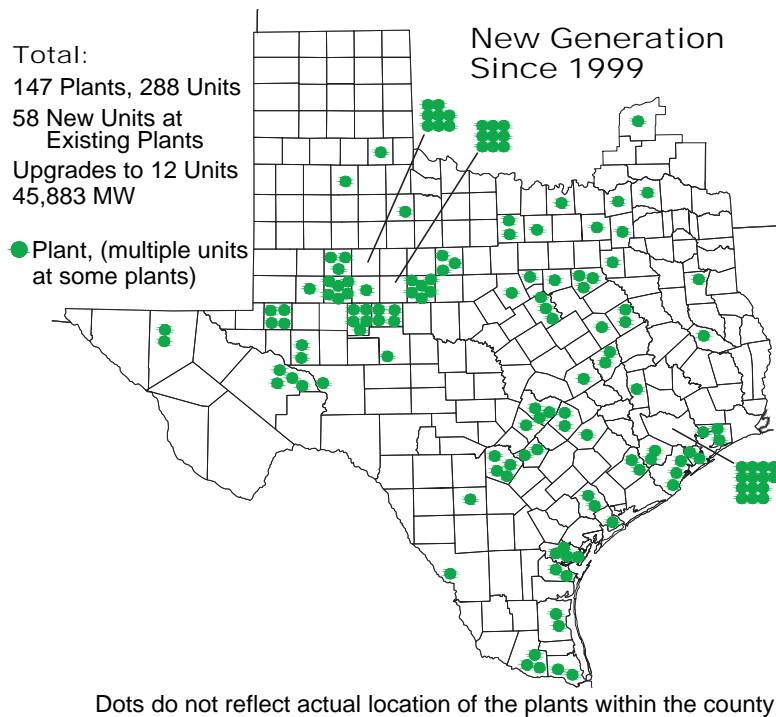 Total:
147 Plants, 288 Units
58 New Units at
Existing Plants
Upgrades to 12 Units
45,883 MW
Plant, (multiple units
at some plants)
New Generation
Since 1999
Dots do not reflect actual location of the plants within the county